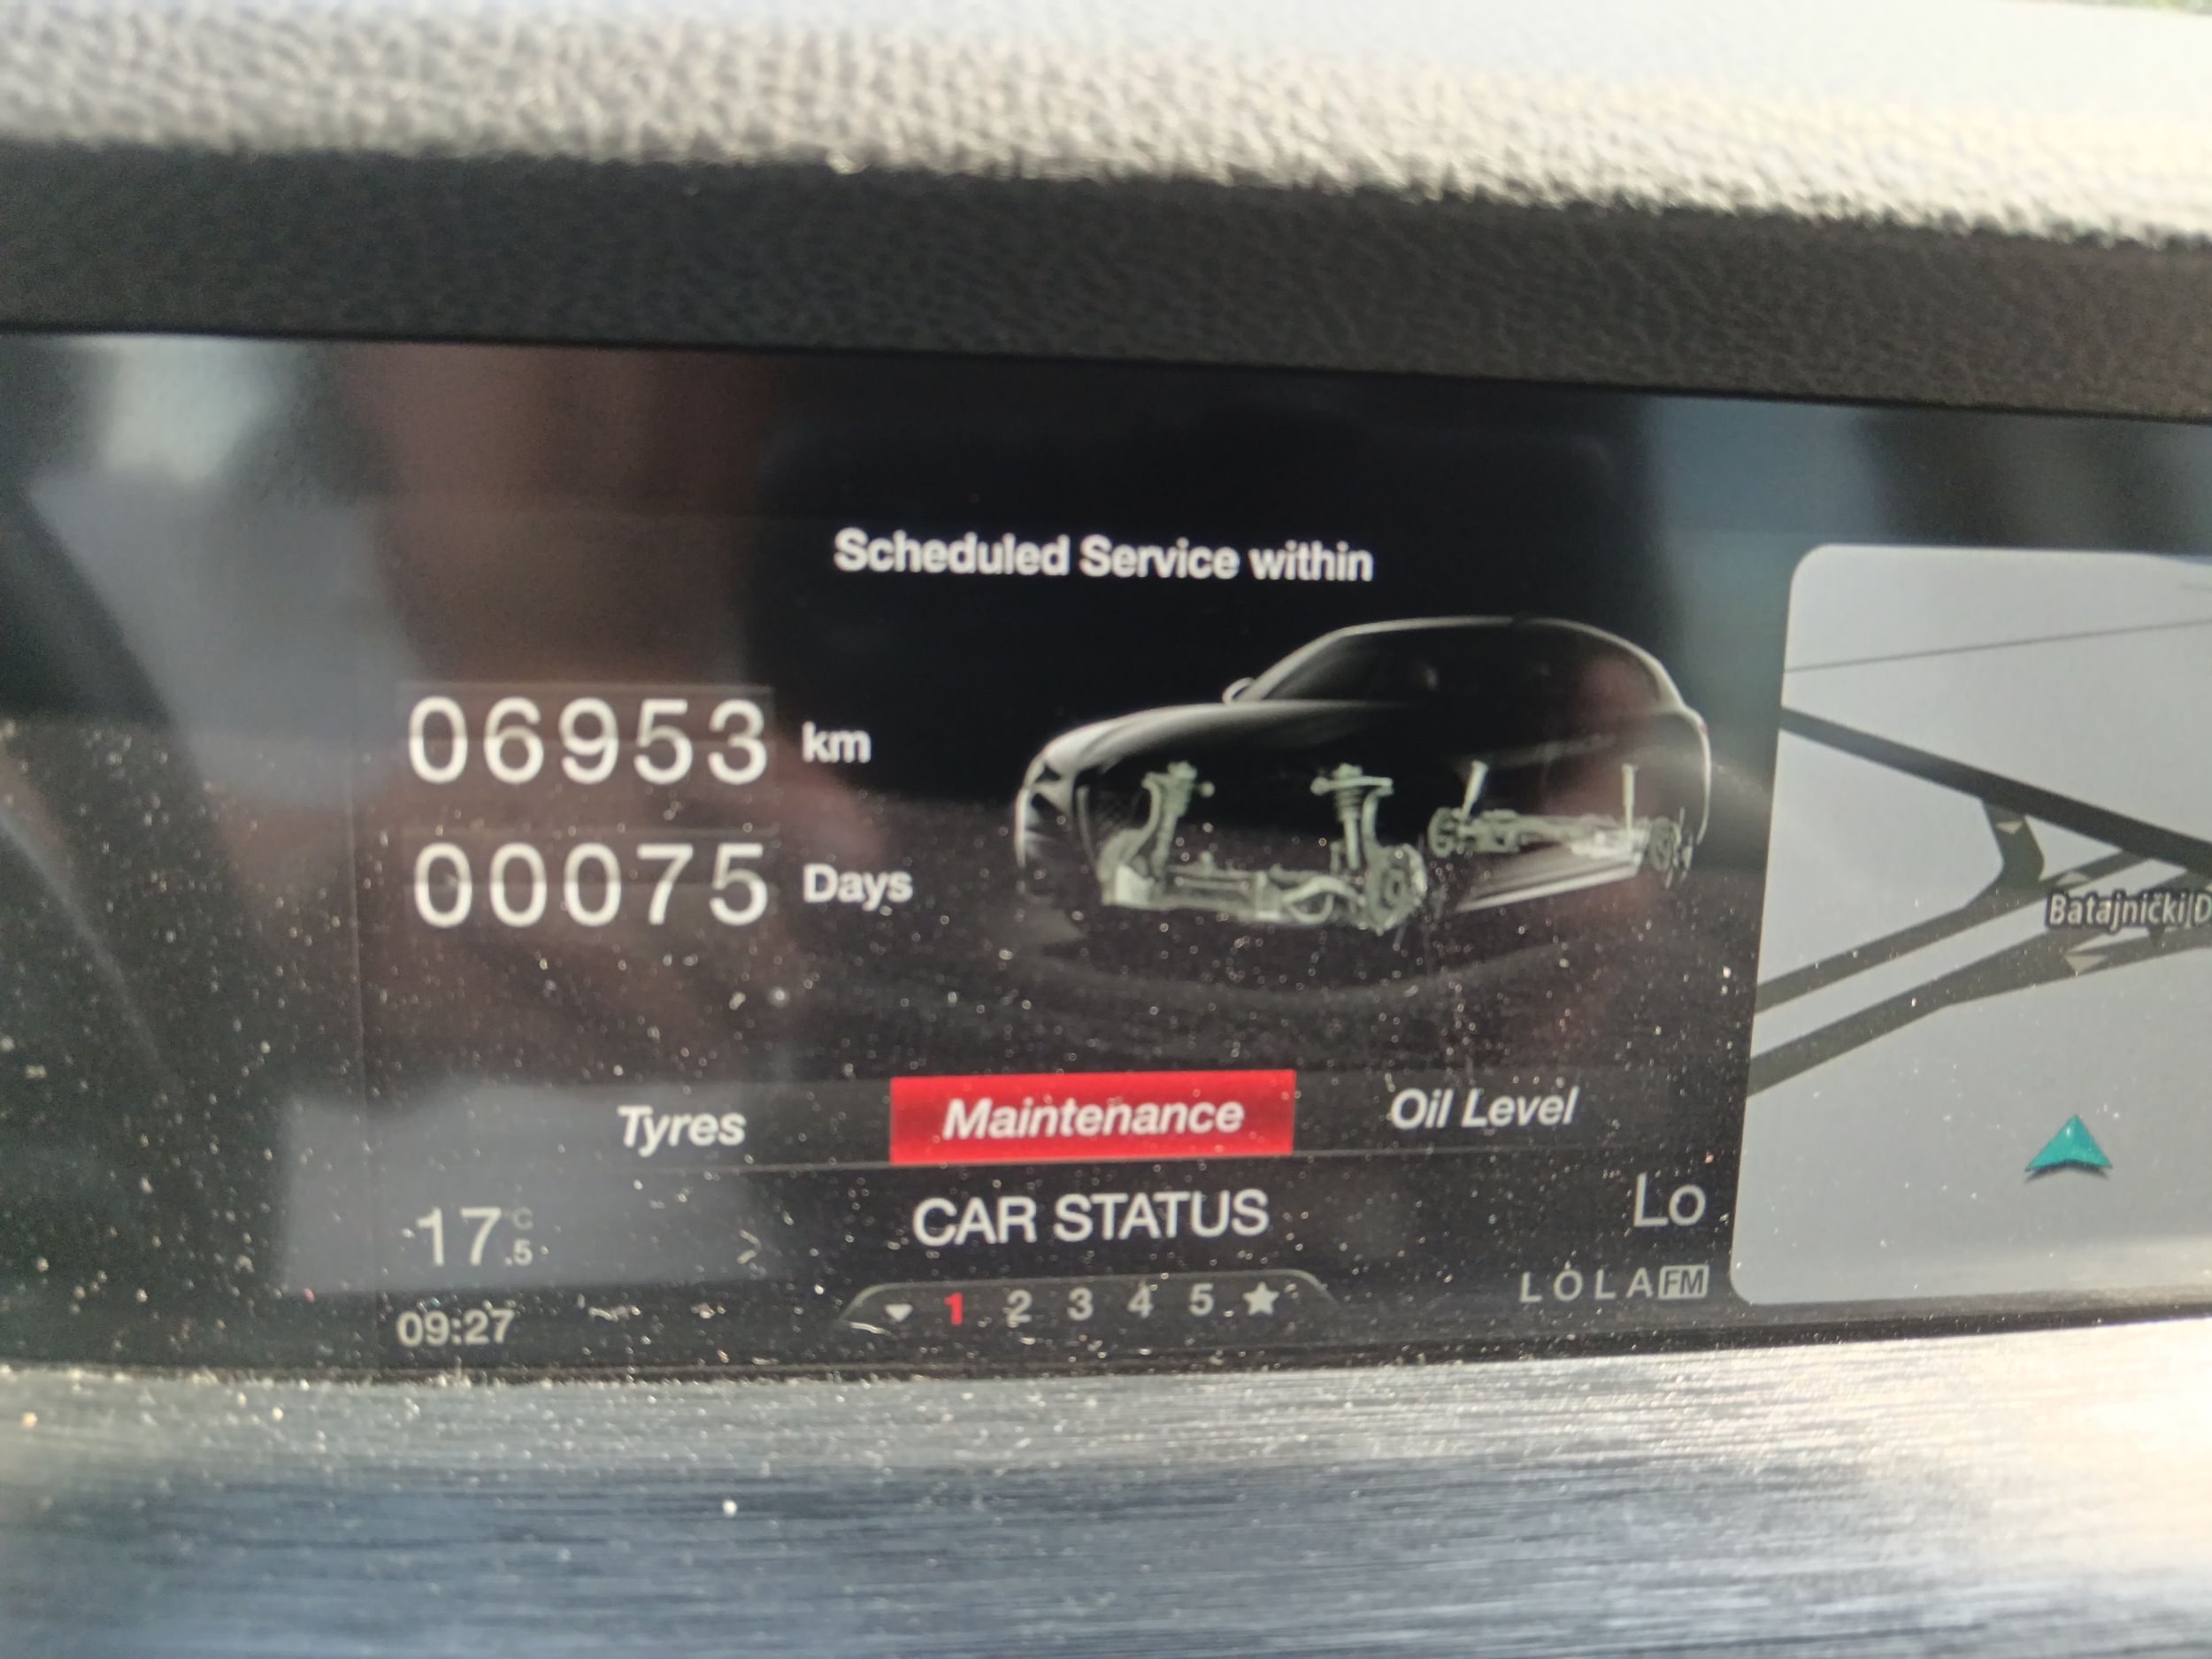 Scheduled Service within
06953 km
00075 Days
Batajnički D
Tyres Maintenance Oil Level
17.5 °C
CAR STATUS
Lo
LOLA FM
09:27
1 2 3 4 5